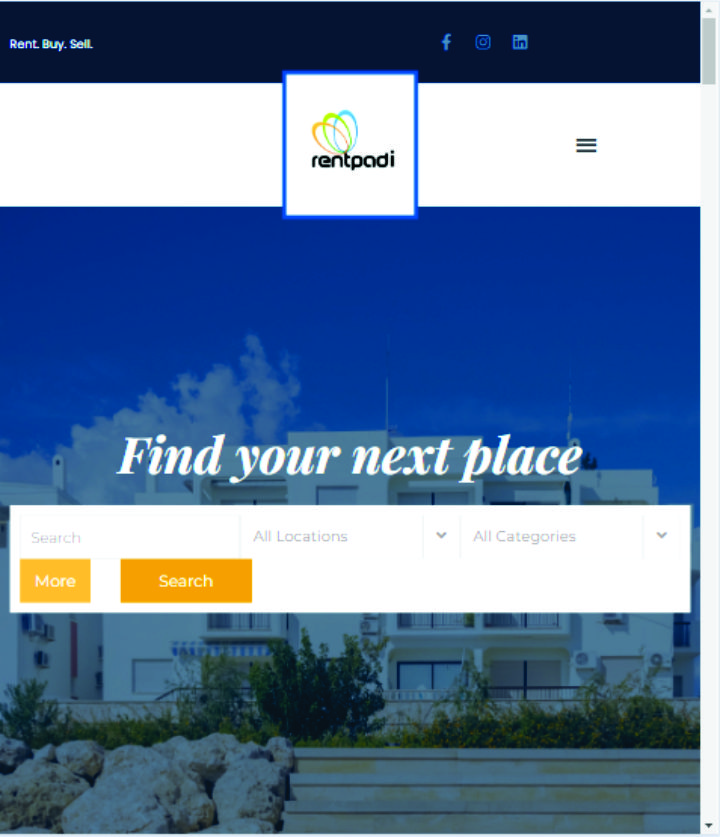 Rent. Buy. Sell.
rentpadi
Find your next place
Search
All Locations
All Categories
More
Search